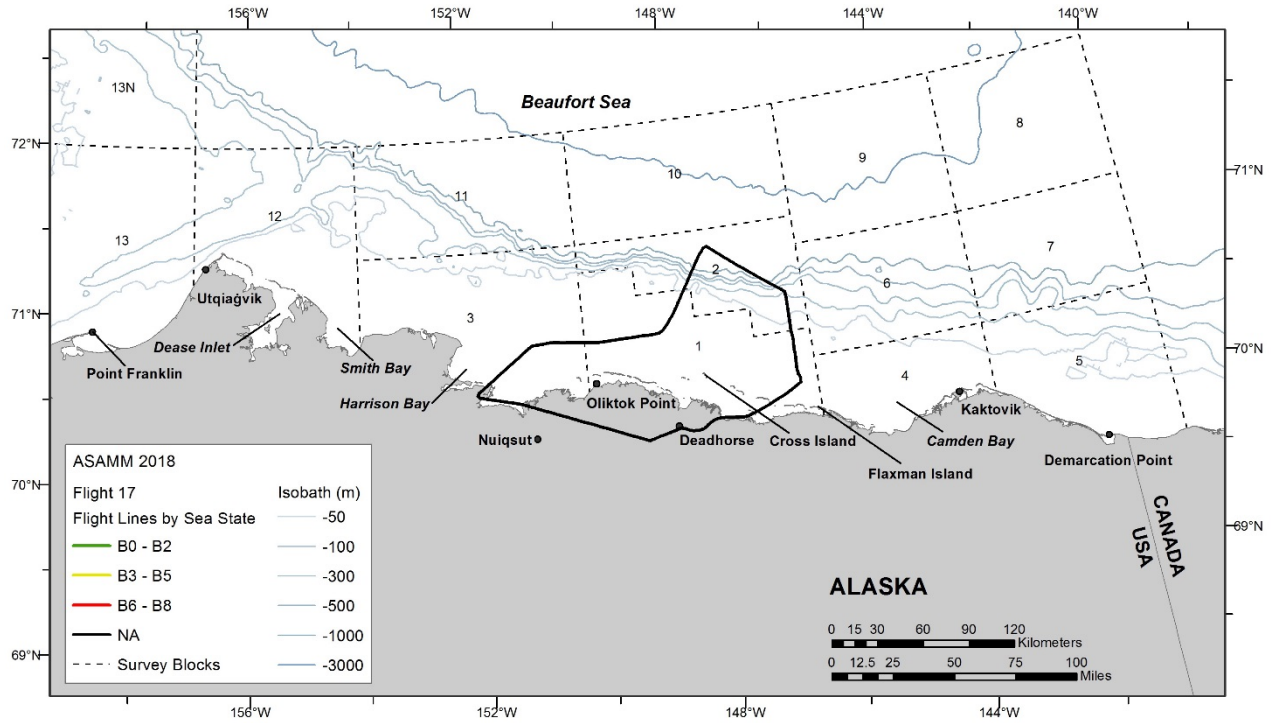 156°W 152°W 148°W 144°W 140°W
13N
Beaufort Sea
8
72°N
9
71°N
10
11
12
13
7
2
6
Utqiaġvik
71°N
3
Dease Inlet
1
70°N
Smith Bay
5
Point Franklin
4
Harrison Bay
Oliktok Point
Kaktovik
Nuiqsut
Deadhorse
Cross Island
Camden Bay
Demarcation Point
Flaxman Island
ASAMM 2018
Flight 17
Flight Lines by Sea State
B0 - B2
B3 - B5
B6 - B8
NA
Survey Blocks
Isobath (m)
-50
-100
-300
-500
-1000
-3000
70°N
69°N
CANADA
USA
ALASKA
0 15 30 60 90 120
Kilometers
0 12.5 25 50 75 100
Miles
69°N
156°W 152°W 148°W 144°W